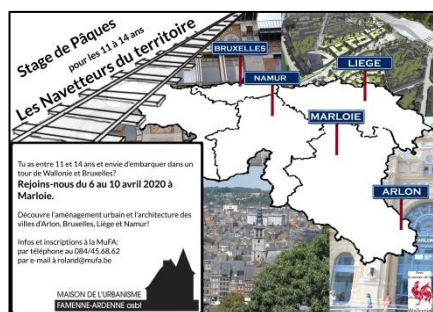 Stage de Pâques
pour les 11 à 14 ans
Les Navetteurs du territoire
BRUXELLES
LIEGE
NAMUR
MARLOIE
ARLON
Tu as entre 11 et 14 ans et envie d'embarquer dans un
tour de Wallonie et Bruxelles?
Rejoins-nous du 6 au 10 avril 2020 à
Marloie.
Découvre l'aménagement urbain et l'architecture des
villes d'Arlon, Bruxelles, Liège et Namur!
Infos et inscriptions à la MuFA:
par téléphone au 084/45.68.62
par e-mail à roland@mufa.be
MAISON DE L'URBANISME
FAMENNE-ARDENNE asbl
Wallonie